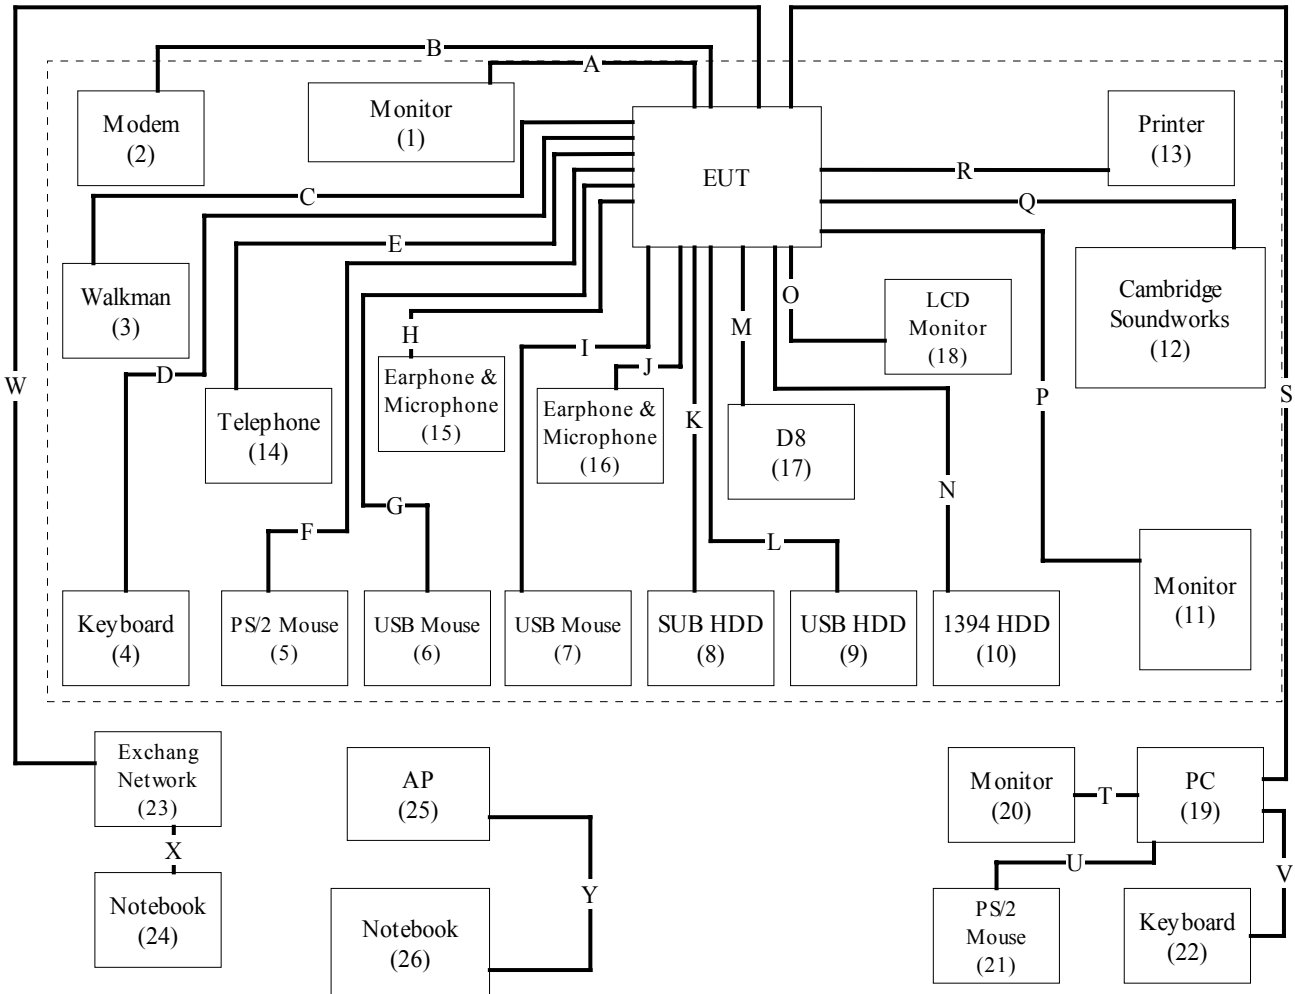 B
A
Modem
(2)
Monitor
(1)
EUT
Printer
(13)
R
C
Q
E
Walkman
(3)
O
LCD
Monitor
(18)
Cambridge
Soundworks
(12)
H
I
M
W
D
J
P
S
Earphone &
Microphone
(15)
Earphone &
Microphone
(16)
K
Telephone
(14)
D8
(17)
G
N
F
L
Keyboard
(4)
PS/2 Mouse
(5)
USB Mouse
(6)
USB Mouse
(7)
SUB HDD
(8)
USB HDD
(9)
1394 HDD
(10)
Monitor
(11)
Exchang
Network
(23)
AP
(25)
Monitor
(20)
T
PC
(19)
X
U
V
Y
Notebook
(24)
Notebook
(26)
PS/2
Mouse
(21)
Keyboard
(22)